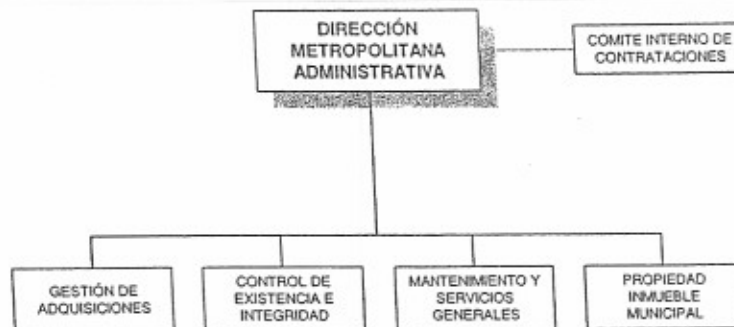 DIRECCIÓN
METROPOLITANA
ADMINISTRATIVA
COMITE INTERNO DE
CONTRATACIONES
GESTIÓN DE
ADQUISICIONES
CONTROL DE
EXISTENCIA E
INTEGRIDAD
MANTENIMIENTO Y
SERVICIOS
GENERALES
PROPIEDAD
INMUEBLE
MUNICIPAL